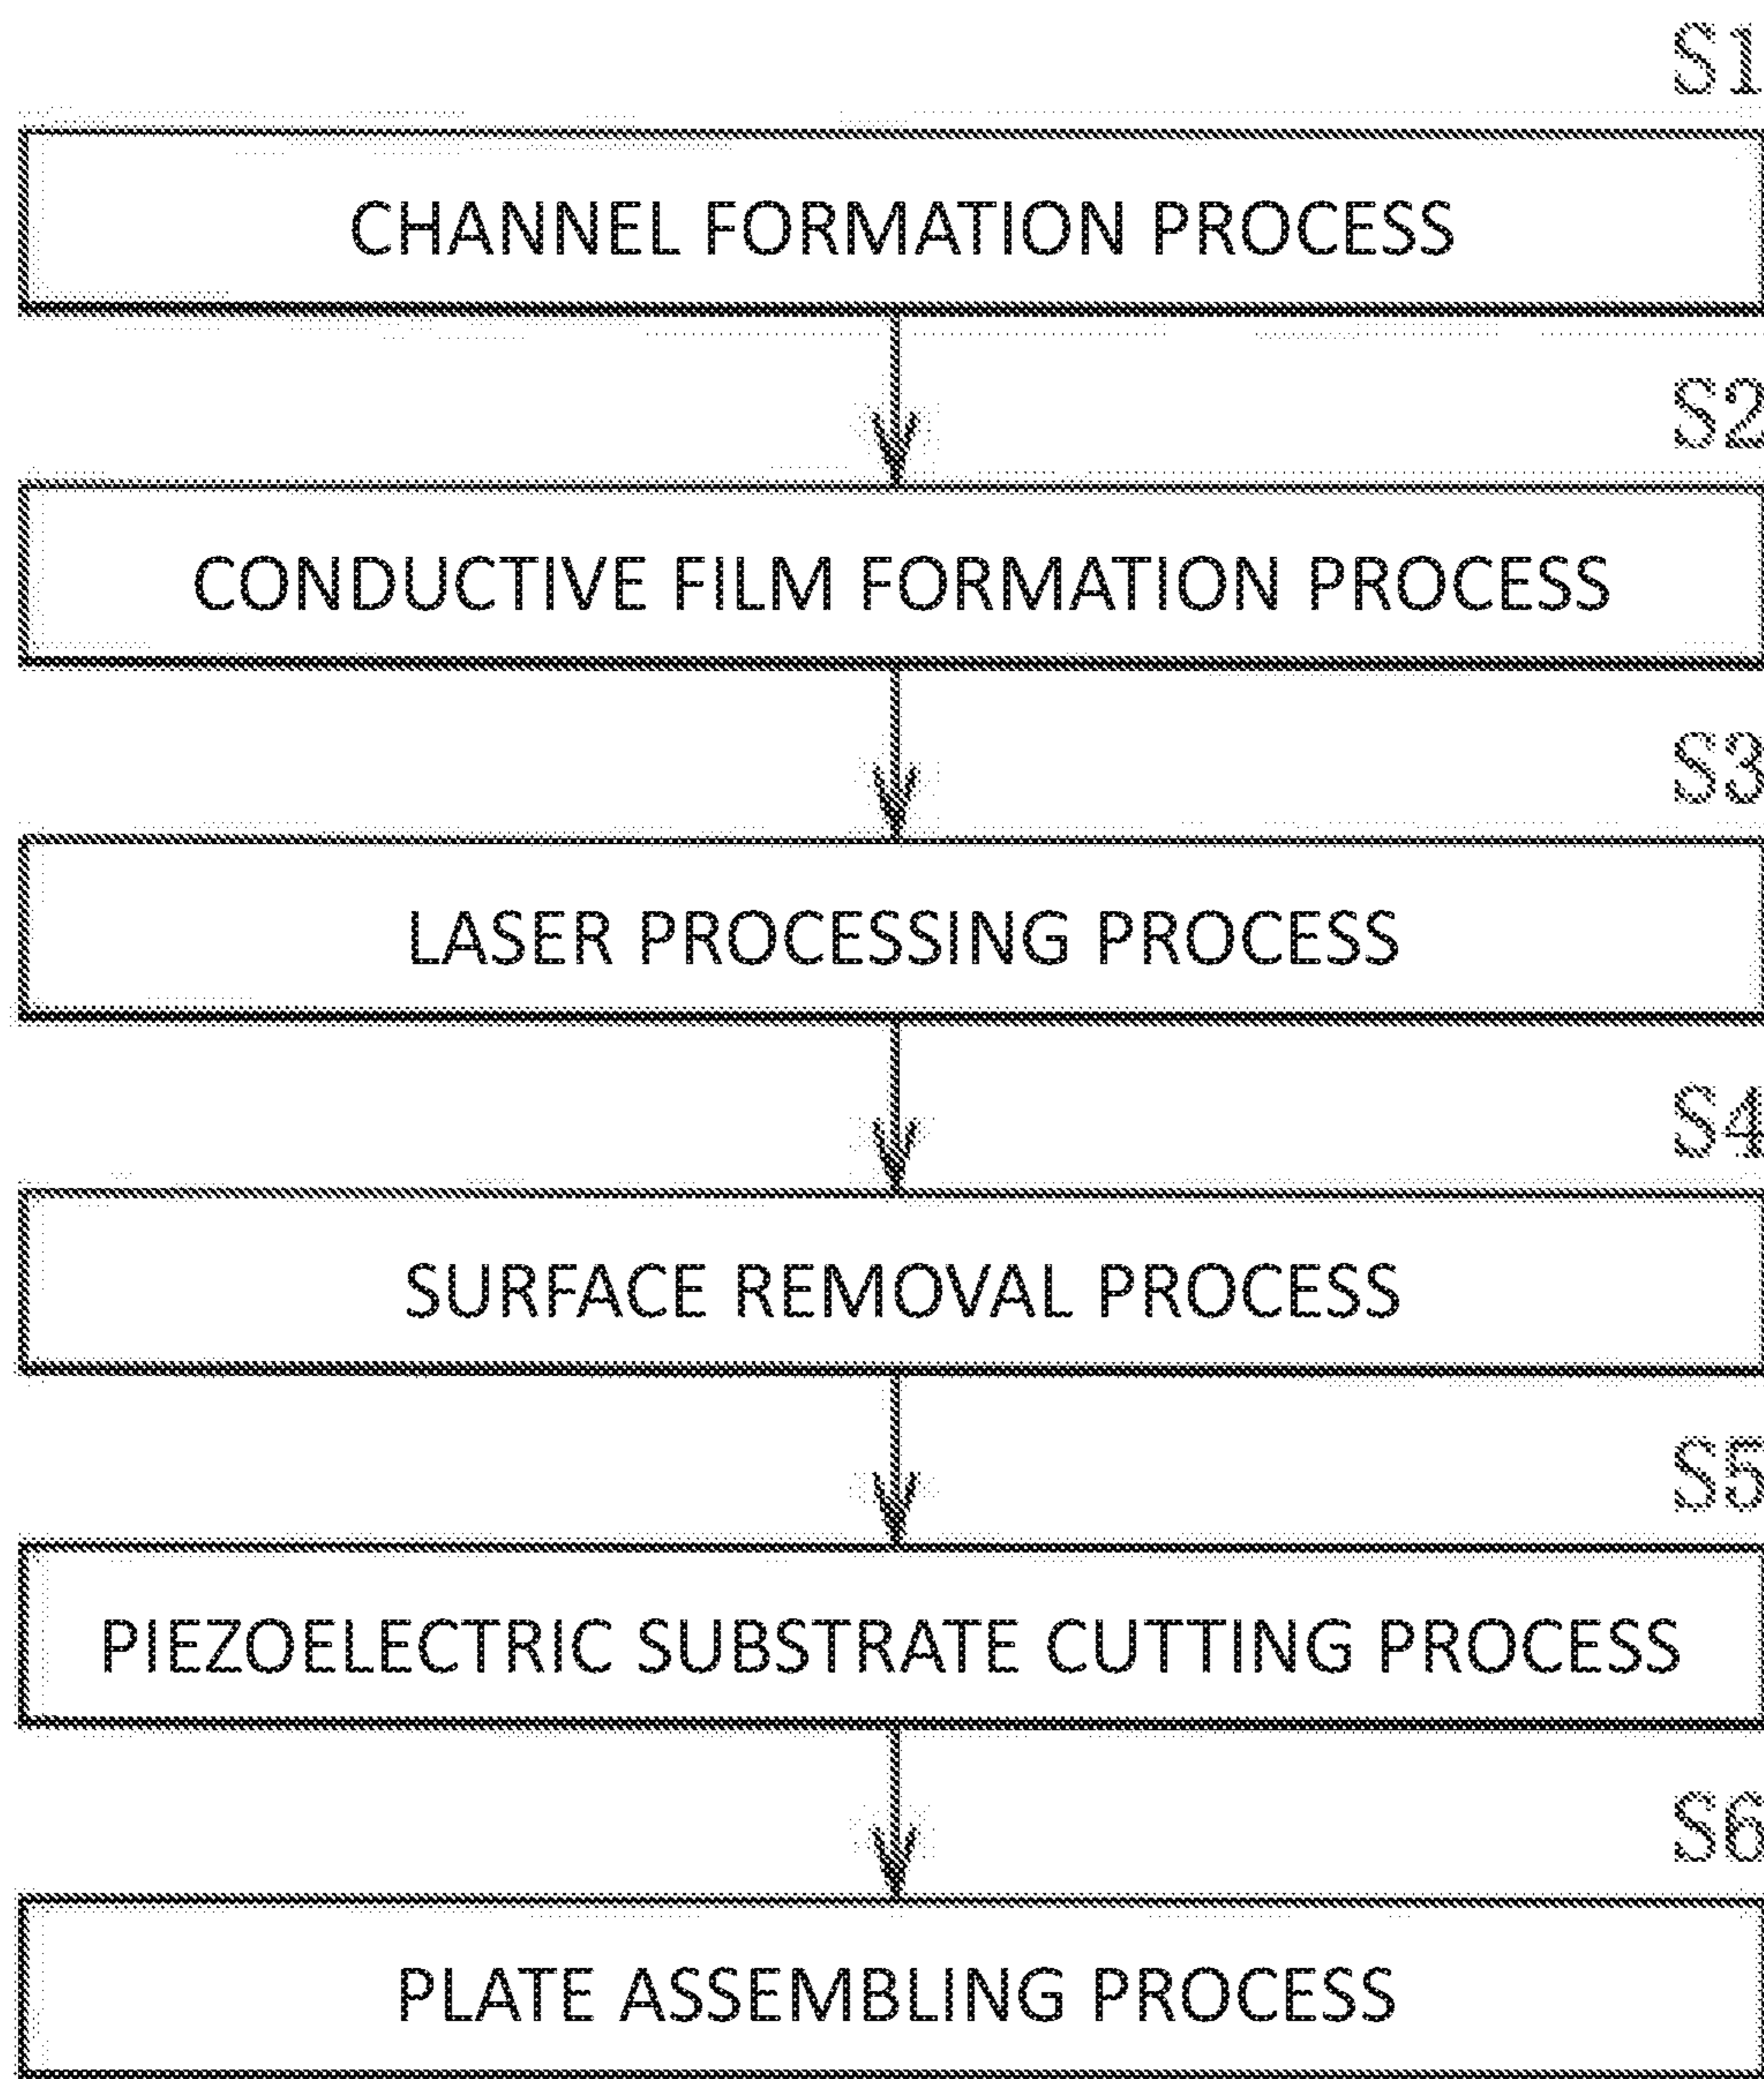 S1
CHANNEL FORMATION PROCESS
S2
CONDUCTIVE FILM FORMATION PROCESS
S3
LASER PROCESSING PROCESS
S4
SURFACE REMOVAL PROCESS
S5
PIEZOELECTRIC SUBSTRATE CUTTING PROCESS
S6
PLATE ASSEMBLING PROCESS